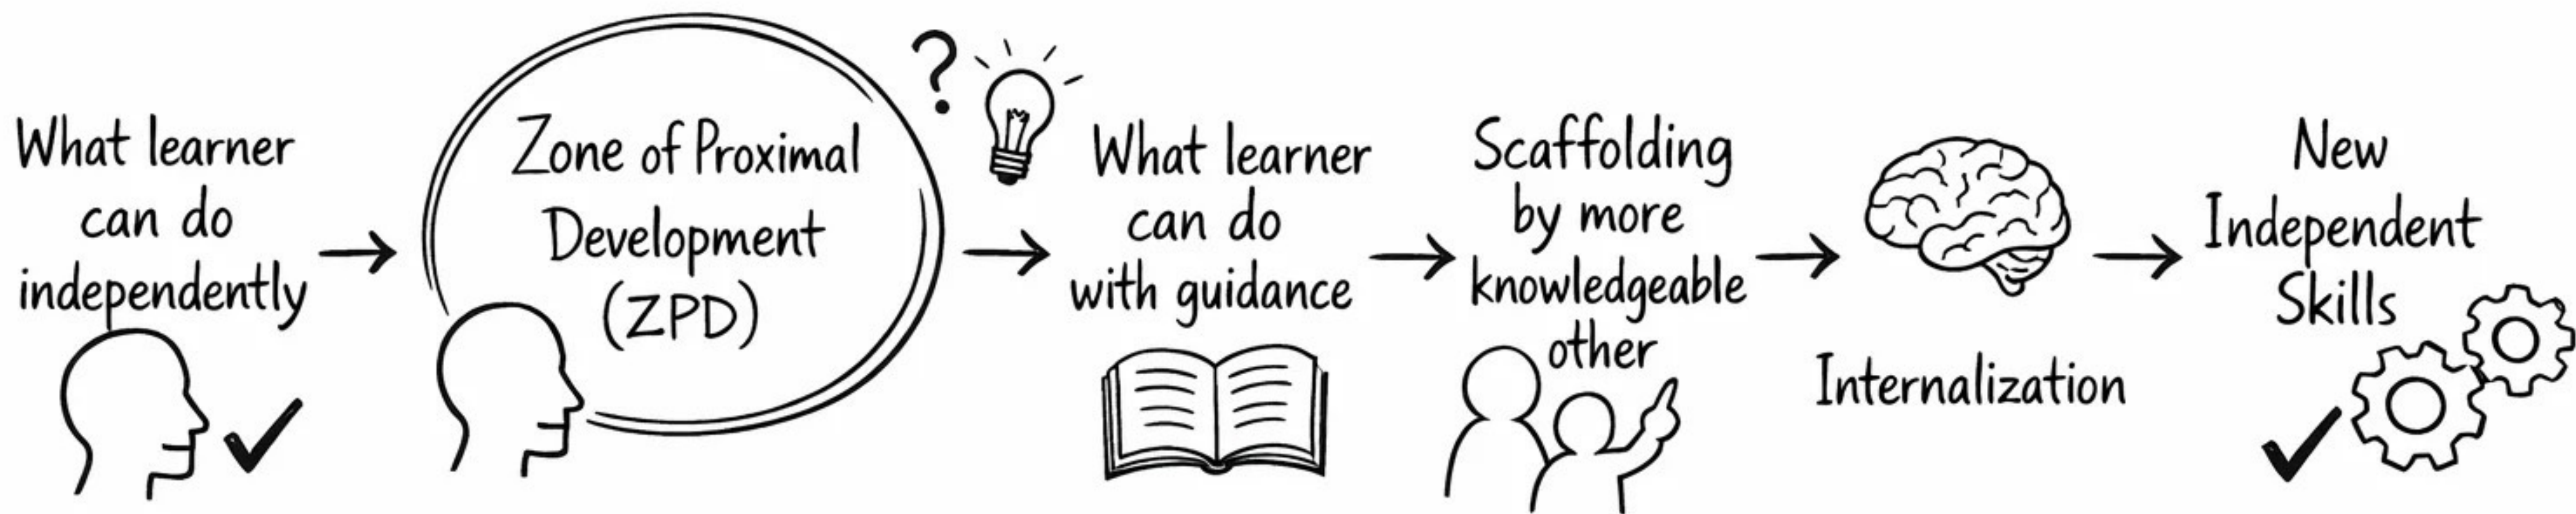 What learner
can do
independently
Zone of Proximal
Development
(ZPD)
?
What learner
can do
with guidance
Scaffolding
by more
knowledgeable
other
Internalization
New
Independent
Skills